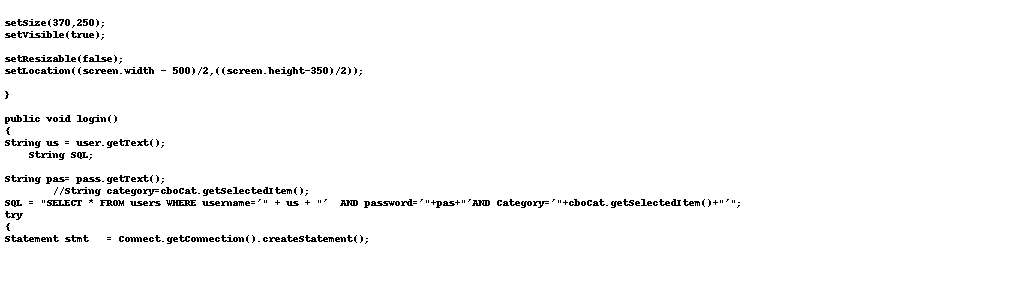 setSize(370,250);
setVisible(true);
setResizable(false);
setLocation((screen.width - 500)/2,((screen.height-350)/2));
}
public void login()
{
String us = user.getText();
String SQL;
String pas= pass.getText();
//String category=cboCat.getSelectedItem();
SQL = "SELECT * FROM users WHERE username='" + us + "'  AND password='"+pas+"'AND Category='"+cboCat.getSelectedItem()+"'";
try
{
Statement stmt   = Connect.getConnection().createStatement();